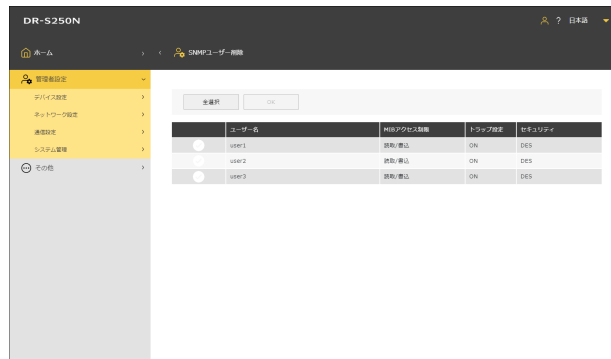 DR-S250N
? 日本語
ホーム
SNMPユーザー削除
管理者設定
デバイス設定
ネットワーク設定
通信設定
システム管理
その他
全選択 OK
ユーザー名 MIBアクセス制限 トラップ設定 セキュリティ
user1 読取/書込 ON DES
user2 読取/書込 ON DES
user3 読取/書込 ON DES